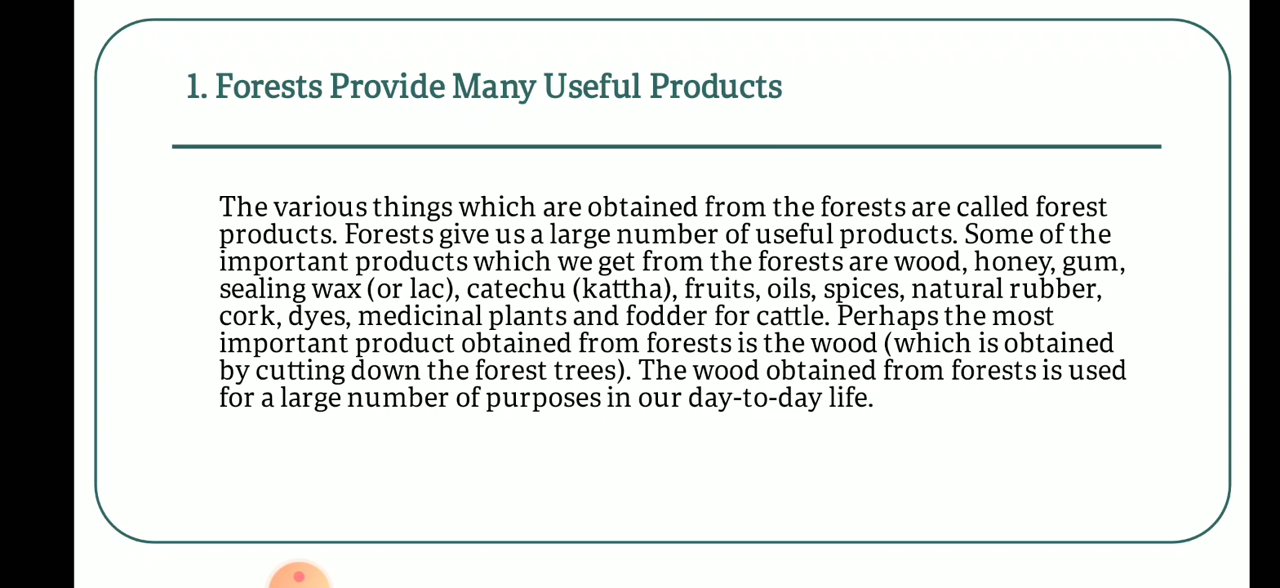 1. Forests Provide Many Useful Products
The various things which are obtained from the forests are called forest
products. Forests give us a large number of useful products. Some of the
important products which we get from the forests are wood, honey, gum,
sealing wax (or lac), catechu (kattha), fruits, oils, spices, natural rubber,
cork, dyes, medicinal plants and fodder for cattle. Perhaps the most
important product obtained from forests is the wood (which is obtained
by cutting down the forest trees). The wood obtained from forests is used
for a large number of purposes in our day-to-day life.